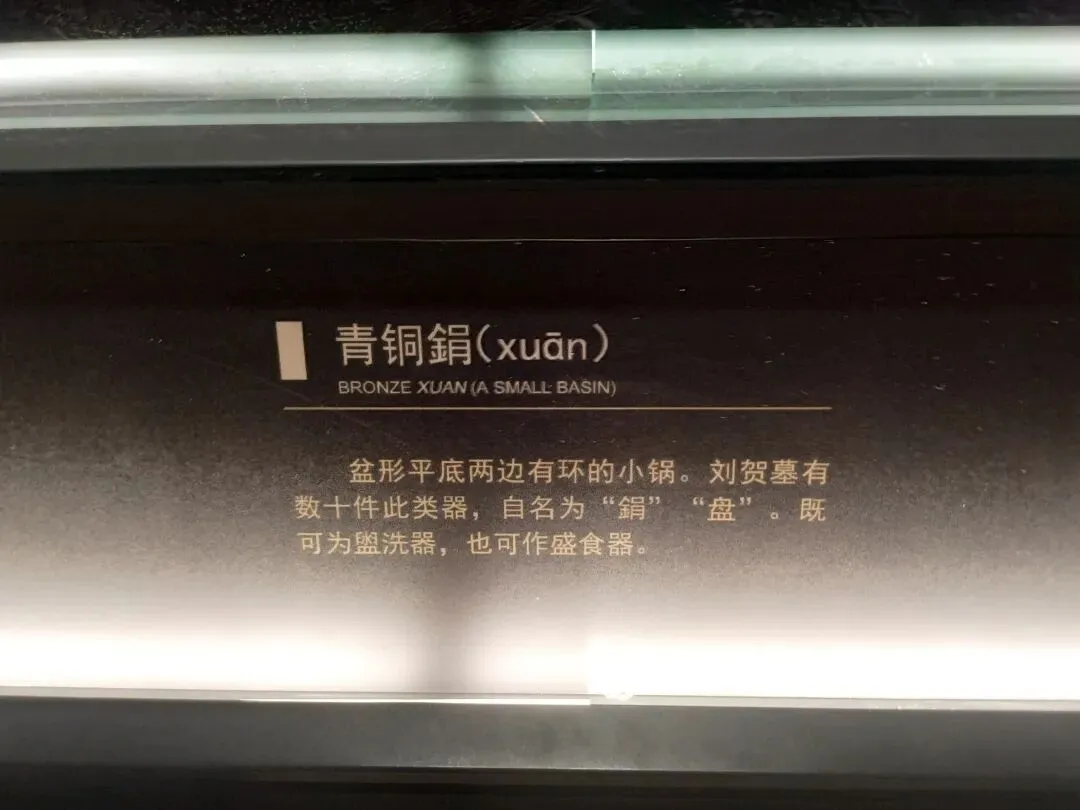 青铜鋗(xuān)
BRONZE XUAN (A SMALL BASIN)
盆形平底两边有环的小锅。刘贺墓有
数十件此类器，自名为“鋗”“盘”。既
可为盥洗器，也可作盛食器。